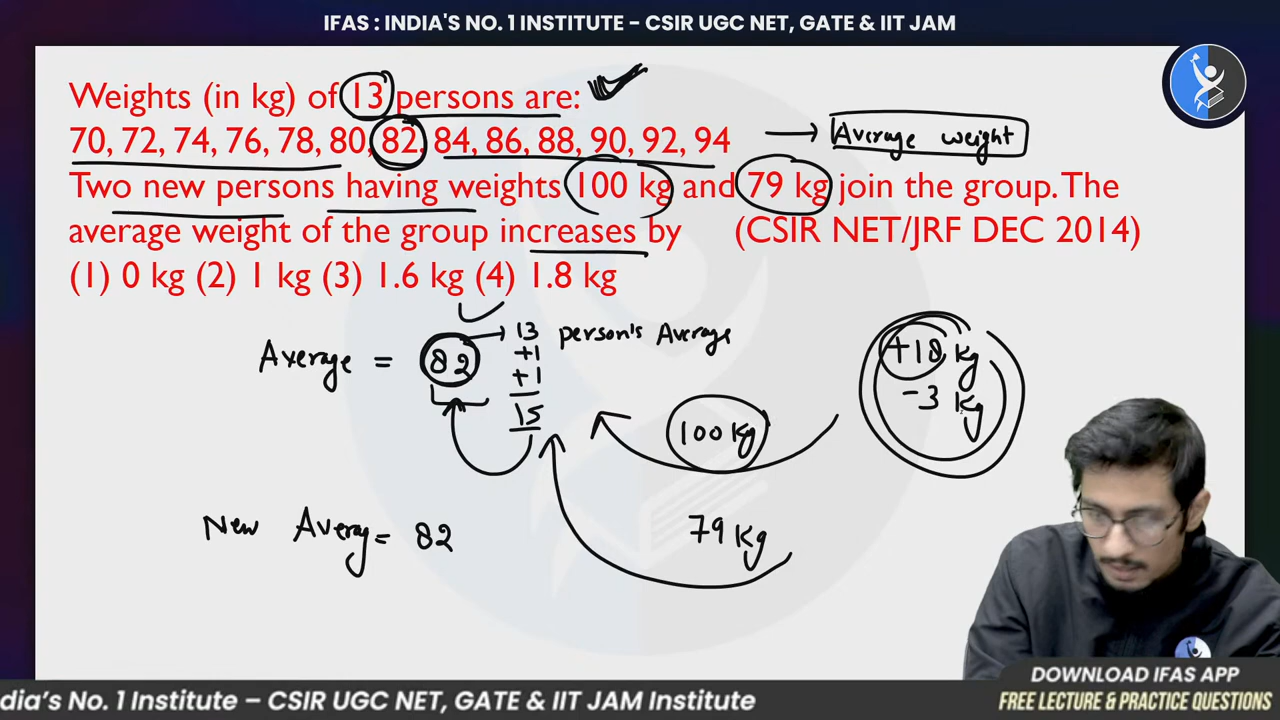 IFAS : INDIA'S NO. 1 INSTITUTE – CSIR UGC NET, GATE & IIT JAM
Weights (in kg) of 13 persons are:
70, 72, 74, 76, 78, 80, 82, 84, 86, 88, 90, 92, 94
Average weight
Two new persons having weights 100 kg and 79 kg join the group. The
average weight of the group increases by (CSIR NET/JRF DEC 2014)
(1) 0 kg (2) 1 kg (3) 1.6 kg (4) 1.8 kg
Average = 82
13 person's Average
+1
+1
15
100 Kg
+18 Kg
-3 Kg
New Averag= 82
79 Kg
DOWNLOAD IFAS APP
FREE LECTURE & PRACTICE QUESTIONS
dia's No. 1 Institute – CSIR UGC NET, GATE & IIT JAM Institute